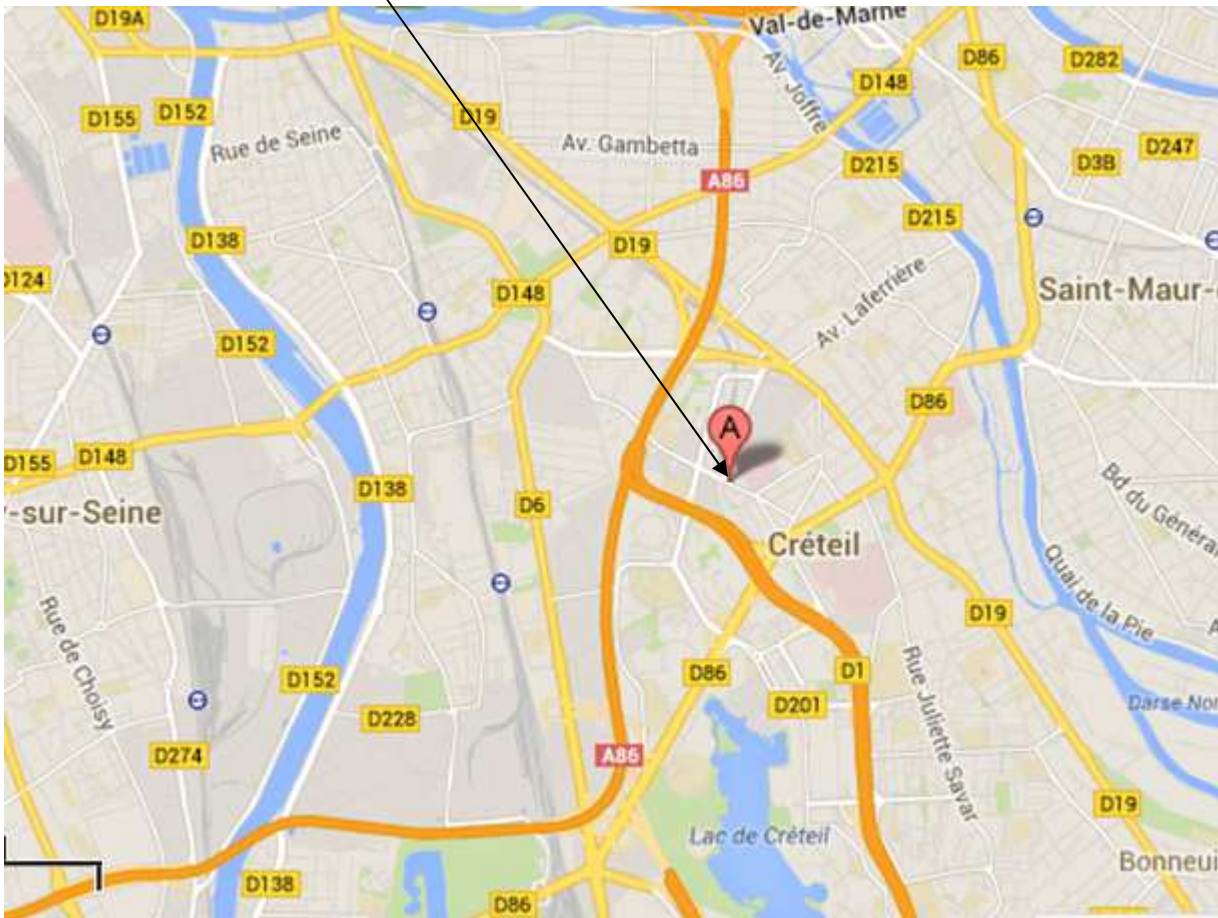 D19A
Val-de-Marne
D86
D282
D148
Av. Joffre
D155
D152
D19
Rue de Seine
Av. Gambetta
D3B
D247
A86
D215
D215
D138
D19
D124
D148
Av. Laferrière
Saint-Maur-
D152
D86
A
D155
D148
D138
D6
-sur-Seine
Créteil
Bd du Généra
Quai de la Pie
Rue de Choisy
D19
D152
D86
D1
D201
Rue Juliette Savar
Darse Nor
D228
D274
A86
D19
Lac de Créteil
Bonneui
D138
D86